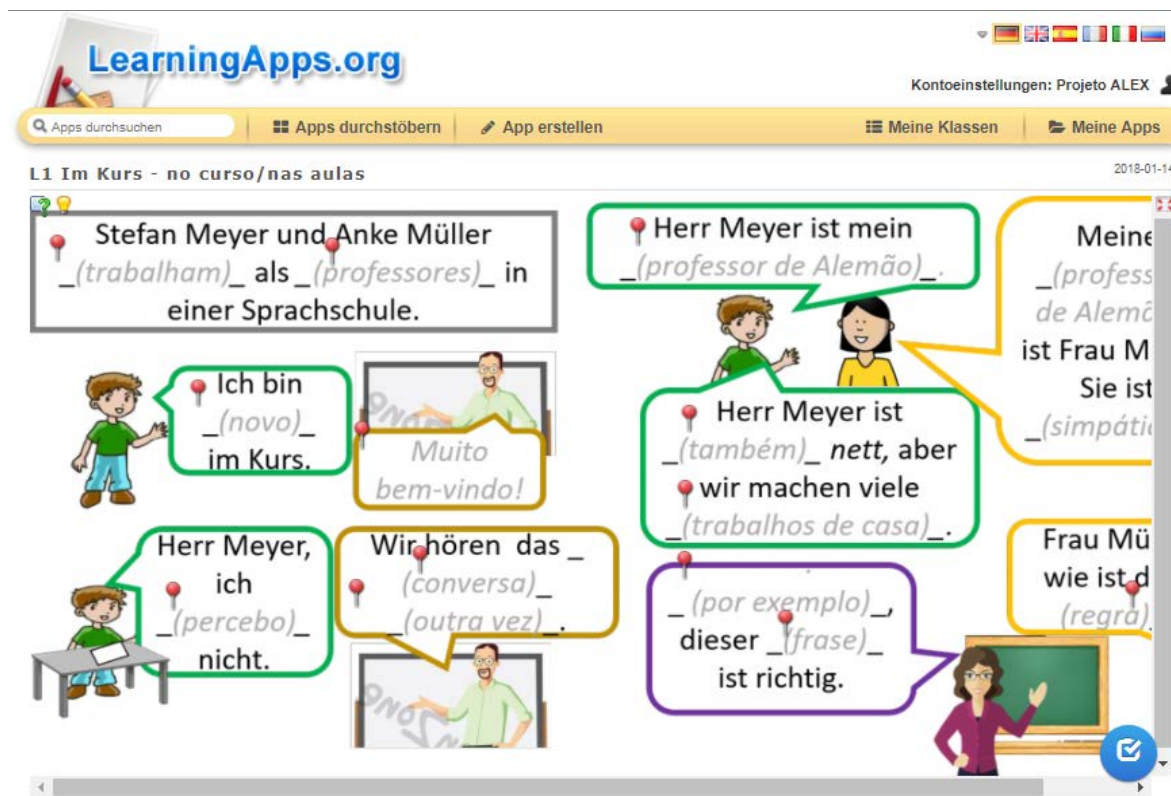 LearningApps.org
Kontoeinstellungen: Projeto ALEX
Apps durchsuchen
Apps durchstöbern
App erstellen
Meine Klassen
Meine Apps
L1 Im Kurs - no curso/nas aulas
2018-01-14
Stefan Meyer und Anke Müller
_(trabalham)_ als _(professores)_ in
einer Sprachschule.
Herr Meyer ist mein
_(professor de Alemão)_.
Meine
_(profess
de Alemã
ist Frau M
Sie ist
_(simpáti
Ich bin
_(novo)_
im Kurs.
Muito
bem-vindo!
Herr Meyer ist
_(também)_ nett, aber
wir machen viele
_(trabalhos de casa)_.
Herr Meyer,
ich
_(percebo)_
nicht.
Wir hören das _
(conversa)_
_(outra vez)_.
_ (por exemplo)_,
dieser _(frase)_
ist richtig.
Frau Mü
wie ist d
(regra)_